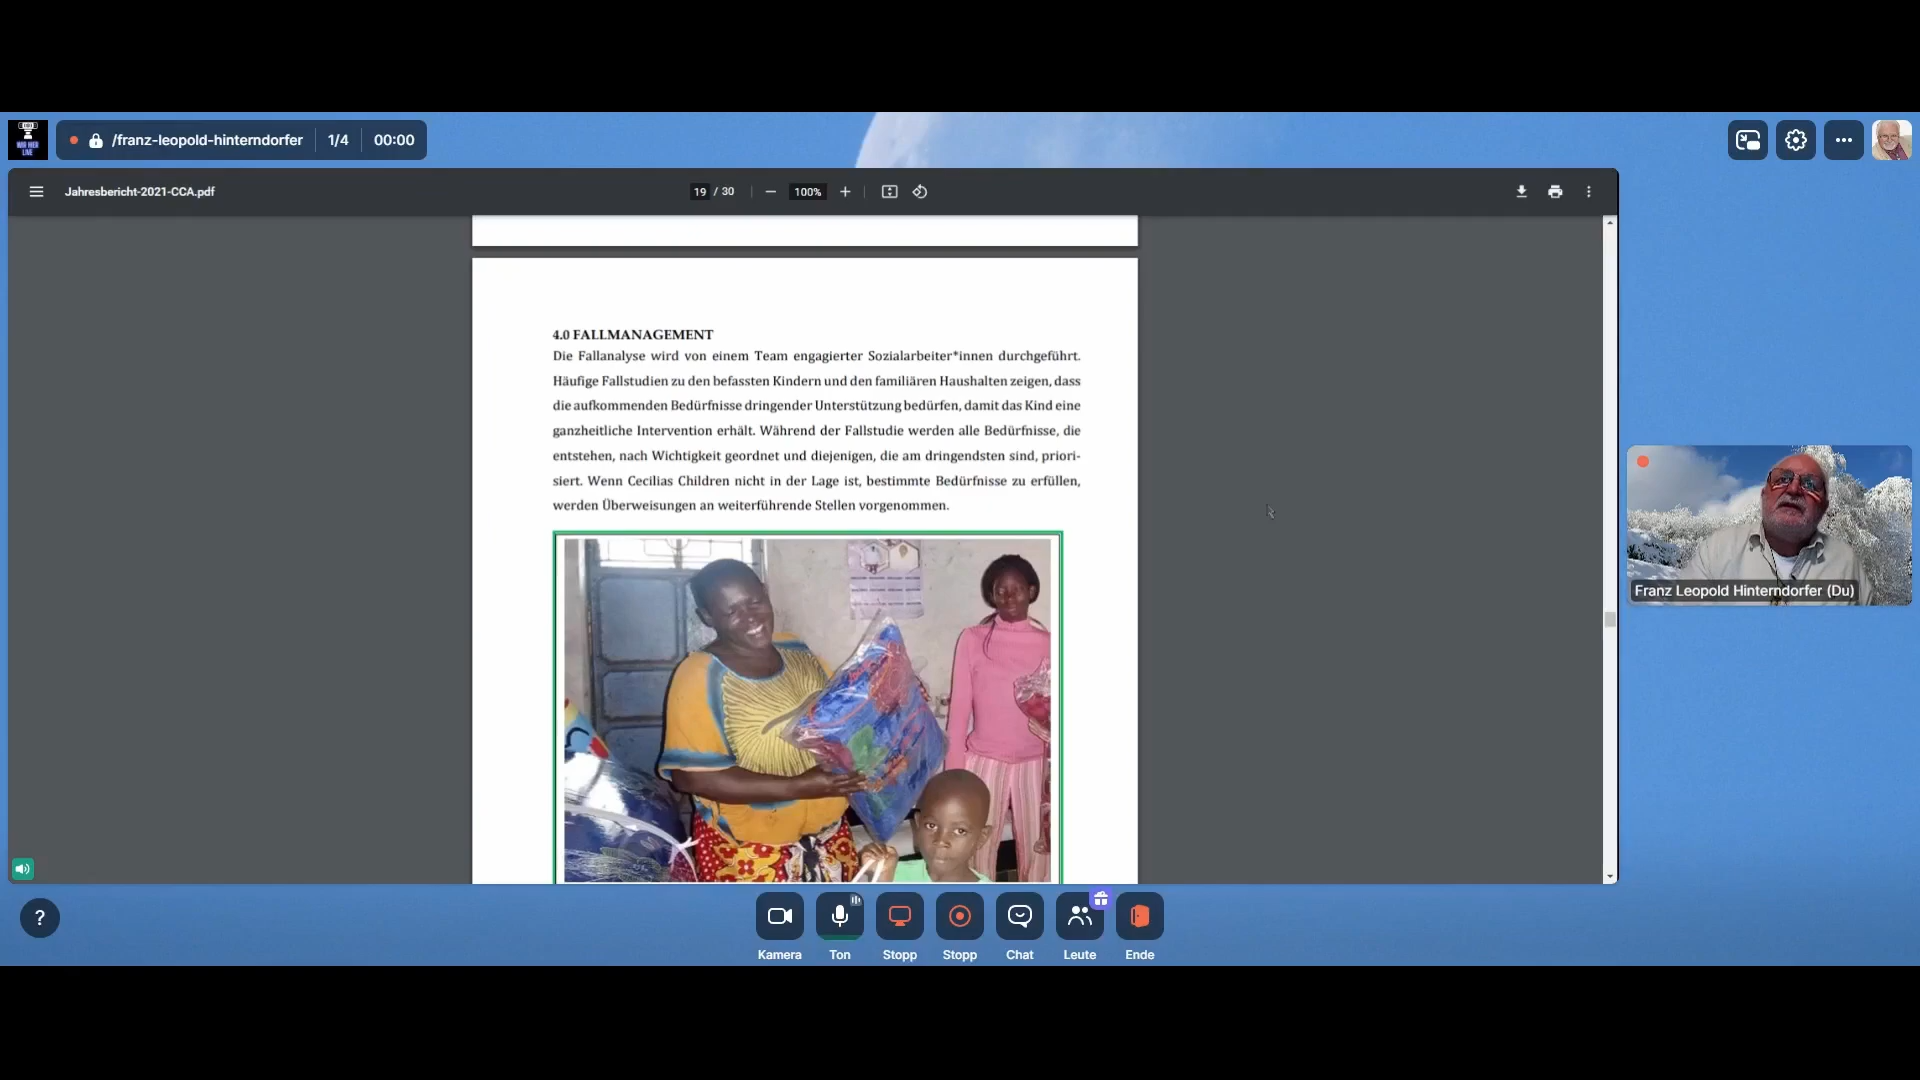 WIR HIER
LIVE
/franz-leopold-hinterndorfer 1/4 00:00
Jahresbericht-2021-CCA.pdf
19 / 30
100%
4.0 FALLMANAGEMENT
Die Fallanalyse wird von einem Team engagierter Sozialarbeiter*innen durchgeführt.
Häufige Fallstudien zu den befassten Kindern und den familiären Haushalten zeigen, dass
die aufkommenden Bedürfnisse dringender Unterstützung bedürfen, damit das Kind eine
ganzheitliche Intervention erhält. Während der Fallstudie werden alle Bedürfnisse, die
entstehen, nach Wichtigkeit geordnet und diejenigen, die am dringendsten sind, priori-
siert. Wenn Cecilias Children nicht in der Lage ist, bestimmte Bedürfnisse zu erfüllen,
werden Überweisungen an weiterführende Stellen vorgenommen.
Franz Leopold Hinterndorfer (Du)
?
Kamera
Ton
Stopp
Stopp
Chat
Leute
Ende